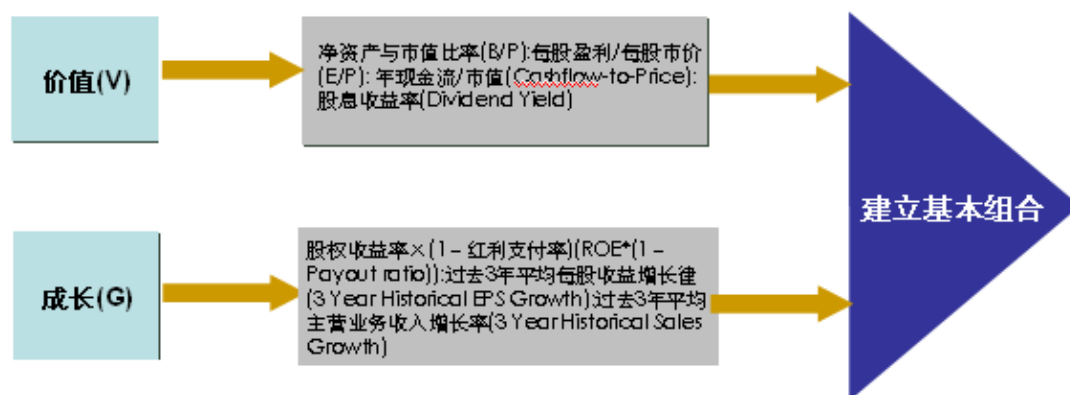 价值(V)
净资产与市值比率(B/P):每股盈利/每股市价
(E/P): 年现金流/市值(Cashflow-to-Price):
股息收益率(Dividend Yield)
建立基本组合
成长(G)
股权收益率×(1–红利支付率)(ROE*(1–
Payout ratio)):过去3年平均每股收益增长律
(3 Year Historical EPS Growth):过去3年平均
主营业务收入增长率(3 Year Historical Sales
Growth)